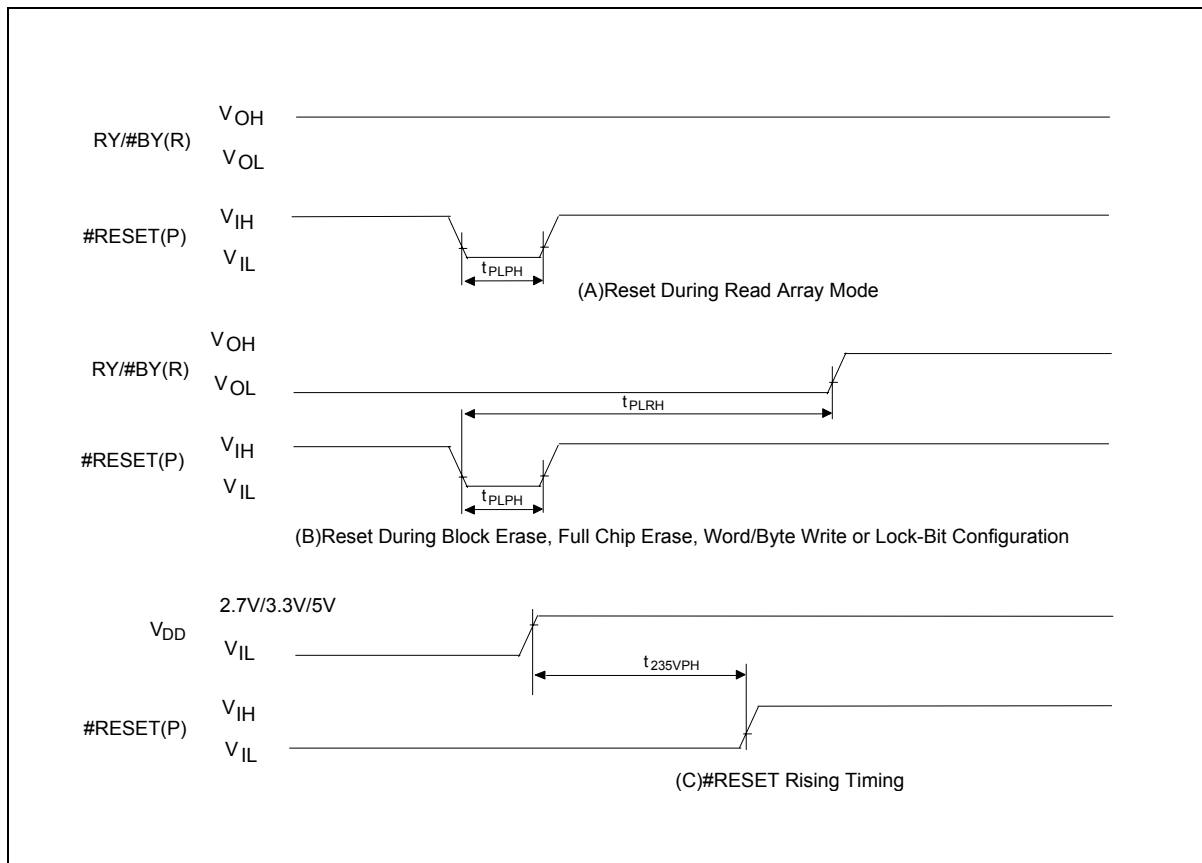 VOH
RY/#BY(R)
VOL
VIH
#RESET(P)
VIL
tPLPH
(A)Reset During Read Array Mode
VOH
RY/#BY(R)
VOL
tPLRH
VIH
#RESET(P)
VIL
tPLPH
(B)Reset During Block Erase, Full Chip Erase, Word/Byte Write or Lock-Bit Configuration
2.7V/3.3V/5V
VDD
VIL
t235VPH
VIH
#RESET(P)
VIL
(C)#RESET Rising Timing